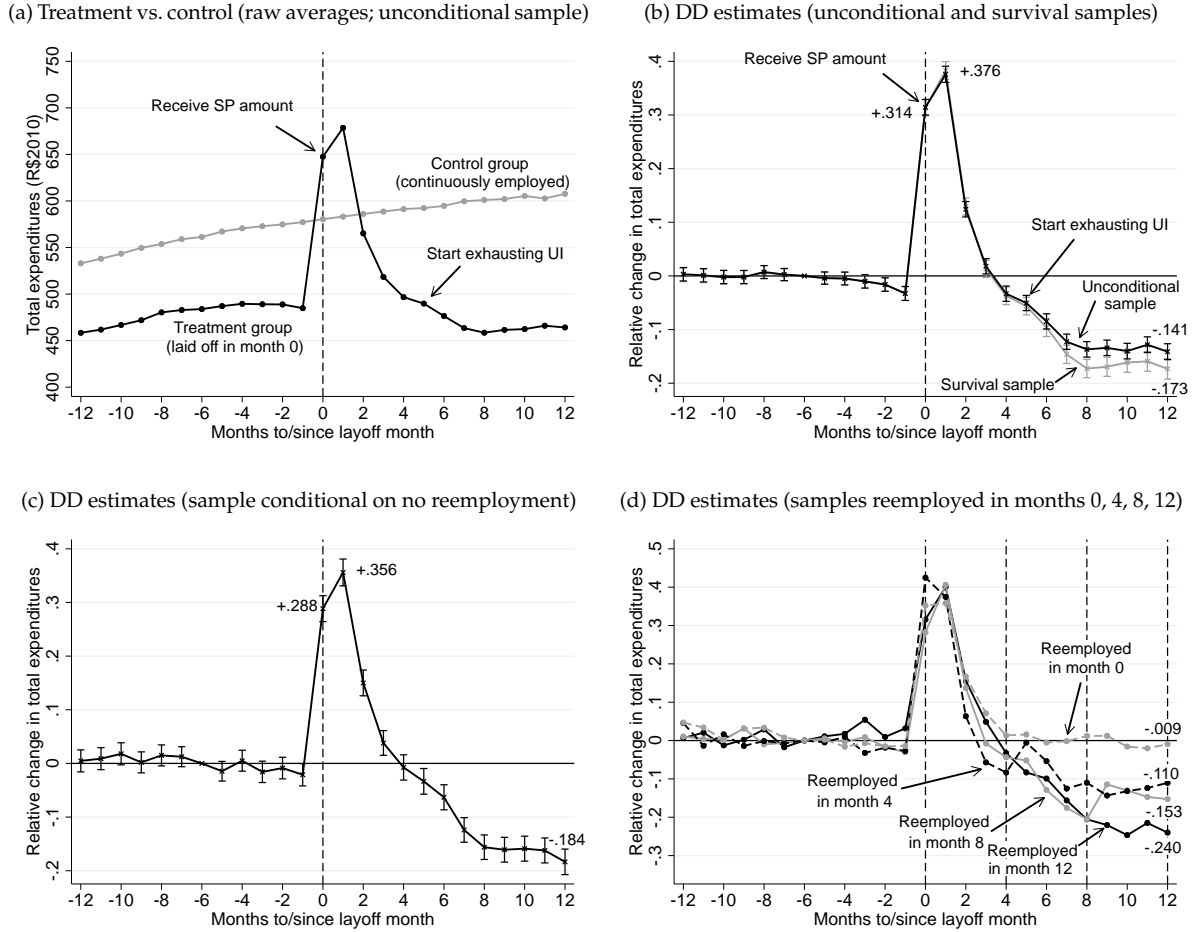 (a) Treatment vs. control (raw averages; unconditional sample)
Total expenditures (R$2010)
750
700
650
600
550
500
450
400
Receive SP amount
Control group
(continuously employed)
Start exhausting UI
Treatment group
(laid off in month 0)
-12 -10 -8 -6 -4 -2 0 2 4 6 8 10 12
Months to/since layoff month
(b) DD estimates (unconditional and survival samples)
Relative change in total expenditures
.4
.3
.2
.1
0
-.1
-.2
Receive SP amount
+.376
+.314
Start exhausting UI
Unconditional
sample
-.141
Survival sample
-.173
-12 -10 -8 -6 -4 -2 0 2 4 6 8 10 12
Months to/since layoff month
(c) DD estimates (sample conditional on no reemployment)
Relative change in total expenditures
.4
.3
.2
.1
0
-.1
-.2
+.356
+.288
-.184
-12 -10 -8 -6 -4 -2 0 2 4 6 8 10 12
Months to/since layoff month
(d) DD estimates (samples reemployed in months 0, 4, 8, 12)
Relative change in total expenditures
.5
.4
.3
.2
.1
0
-.1
-.2
-.3
Reemployed
in month 0
-.009
Reemployed
in month 4
-.110
Reemployed
in month 8
-.153
Reemployed
in month 12
-.240
-12 -10 -8 -6 -4 -2 0 2 4 6 8 10 12
Months to/since layoff month